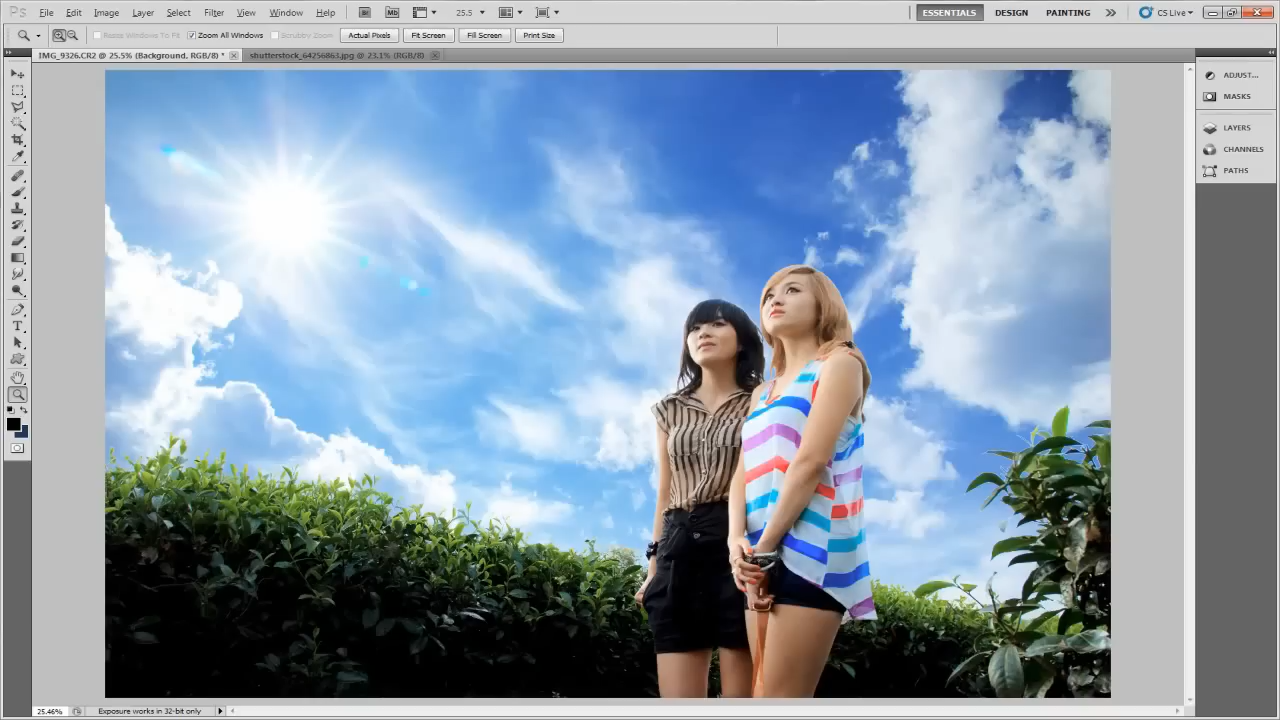 Ps File Edit Image Layer Select Filter View Window Help Br Mb 25.5 ESSENTIALS DESIGN PAINTING CS Live
Resize Windows To Fit Zoom All Windows Scrubby Zoom Actual Pixels Fit Screen Fill Screen Print Size
IMG_9326.CR2 @ 25.5% (Background, RGB/8) * shutterstock_64256863.jpg @ 23.1% (RGB/8)
ADJUST...
MASKS
LAYERS
CHANNELS
PATHS
25.46% Exposure works in 32-bit only